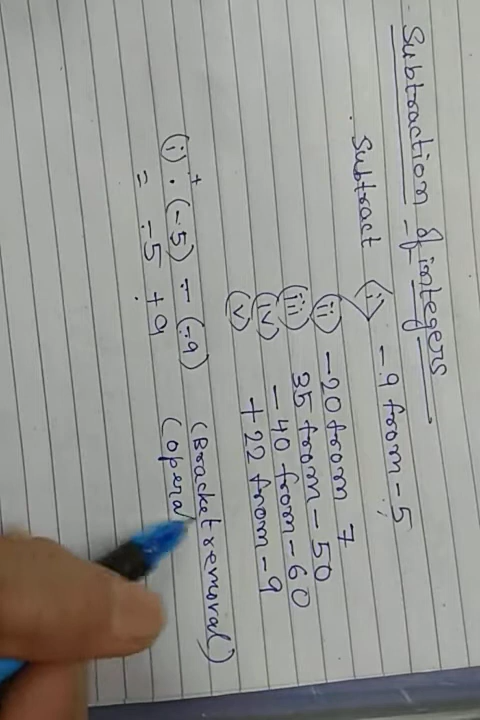 Subtraction of integers
Subtract (i) -9 from -5
(ii) -20 from 7
(iii) 35 from -50
(iv) -40 from -60
(v) +22 from -9
(i) +(-5) - (-9) (Bracket removal)
= -5 + 9 (opera